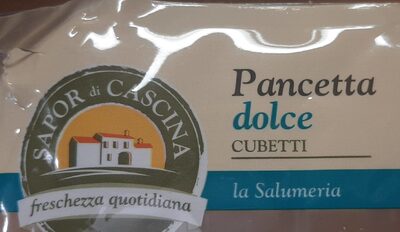 SAPOR di CASCINA
freschezza quotidiana
Pancetta
dolce
CUBETTI
la Salumeria